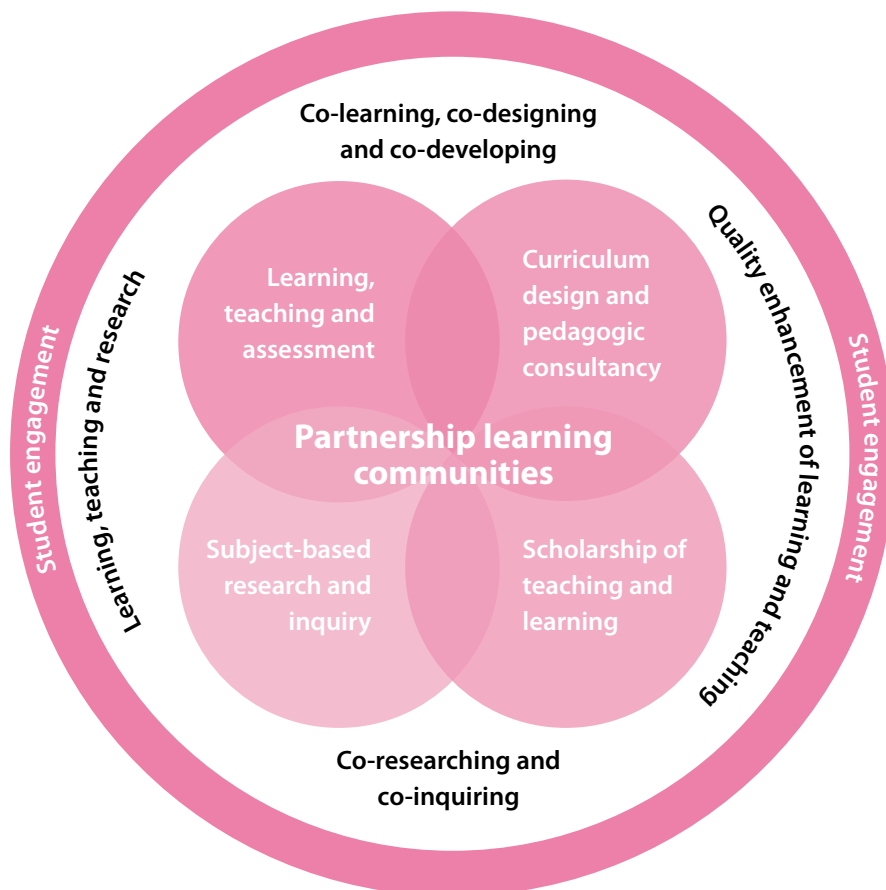 Co-learning, co-designing
and co-developing
Student engagement
Learning, teaching and research
Learning,
teaching and
assessment
Curriculum
design and
pedagogic
consultancy
Quality enhancement of learning and teaching
Student engagement
Partnership learning
communities
Subject-based
research and
inquiry
Scholarship of
teaching and
learning
Co-researching and
co-inquiring